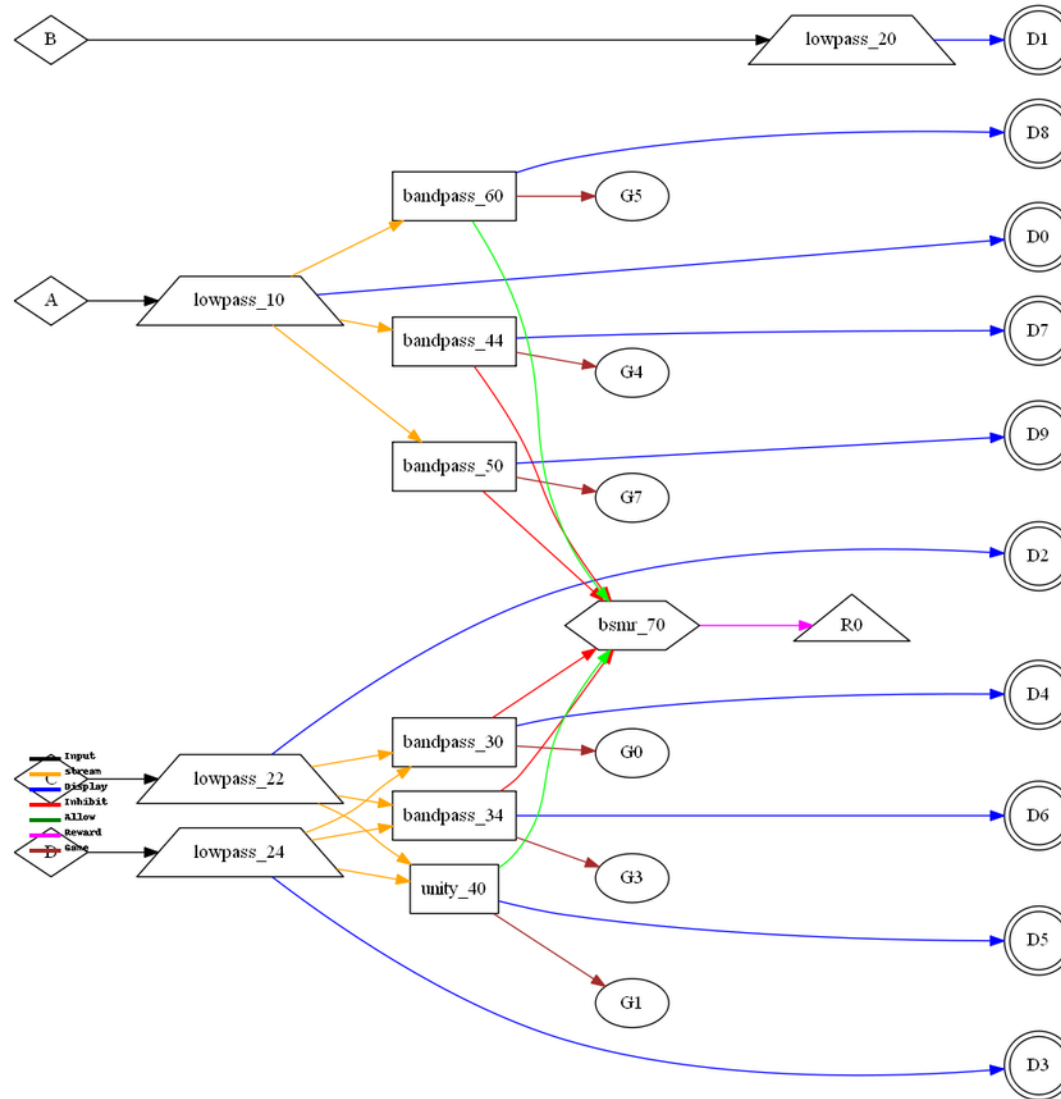 B
lowpass_20
D1
D8
bandpass_60
G5
D0
A
lowpass_10
bandpass_44
D7
G4
bandpass_50
D9
G7
D2
bsmr_70
R0
D4
bandpass_30
G0
Input
stream
C
lowpass_22
Display
Inhibit
Allow
Reward
D
Game
bandpass_34
D6
lowpass_24
G3
unity_40
D5
G1
D3